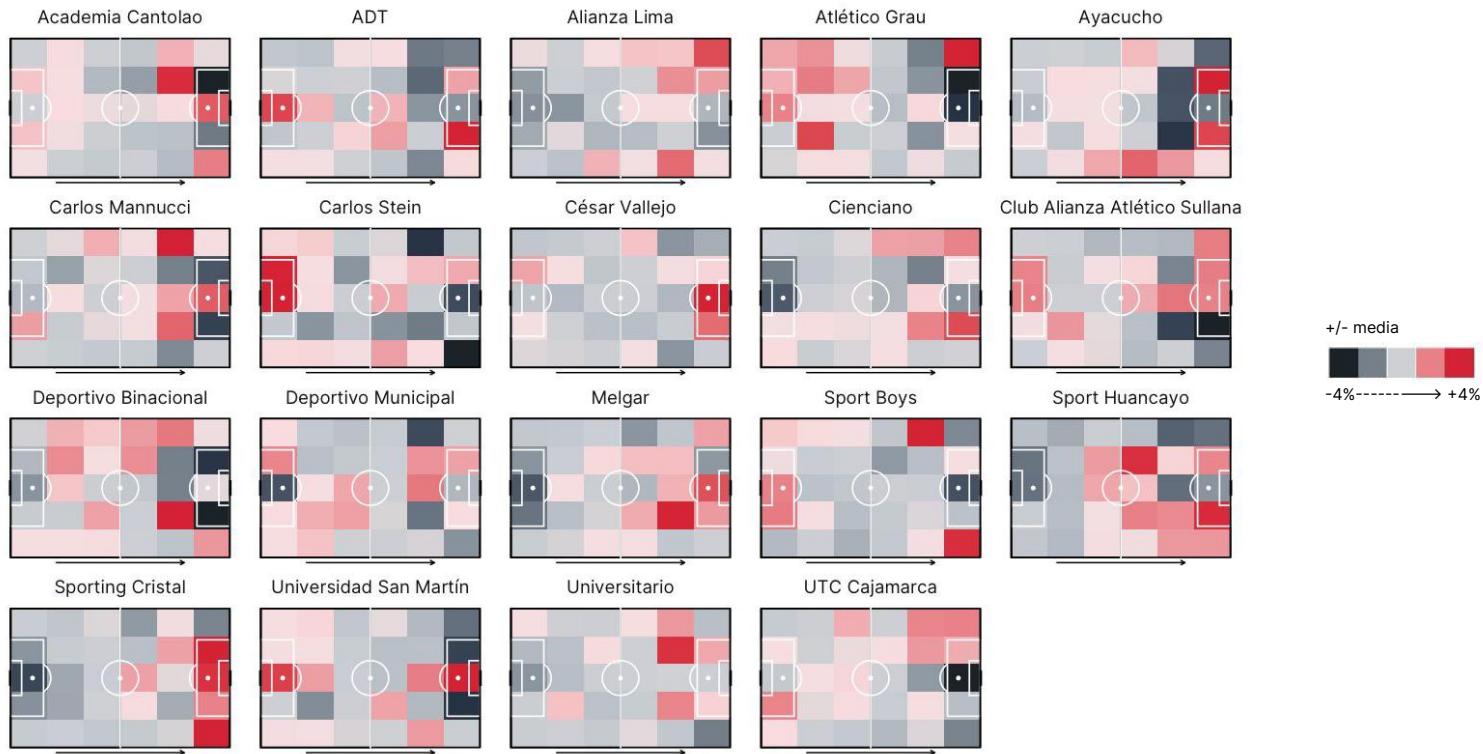 Academia Cantolao
ADT
Alianza Lima
Atlético Grau
Ayacucho
Carlos Mannucci
Carlos Stein
César Vallejo
Cienciano
Club Alianza Atlético Sullana
+/- media
-4%------→ +4%
Deportivo Binacional
Deportivo Municipal
Melgar
Sport Boys
Sport Huancayo
Sporting Cristal
Universidad San Martín
Universitario
UTC Cajamarca